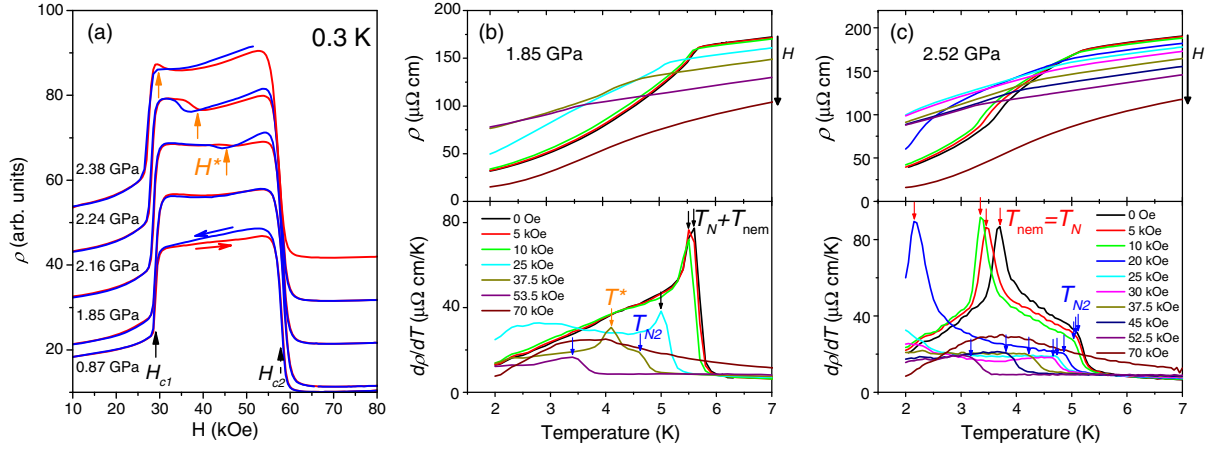 (a)
0.3 K
ρ (arb. units)
100
80
60
40
20
2.38 GPa
2.24 GPa
2.16 GPa
1.85 GPa
0.87 GPa
H*
H_c1
H_c2
10 20 30 40 50 60 70 80
H (kOe)
(b)
1.85 GPa
H
ρ (μΩ cm)
200
150
100
50
0
80
40
0
dρ/dT (μΩ cm/K)
0 Oe
5 kOe
10 kOe
25 kOe
37.5 kOe
53.5 kOe
70 kOe
T_N+T_nem
T*
T_N2
2 3 4 5 6 7
Temperature (K)
(c)
2.52 GPa
H
ρ (μΩ cm)
200
150
100
50
0
80
40
0
dρ/dT (μΩ cm/K)
T_nem=T_N
T_N2
0 Oe
5 kOe
10 kOe
20 kOe
25 kOe
30 kOe
37.5 kOe
45 kOe
52.5 kOe
70 kOe
2 3 4 5 6 7
Temperature (K)